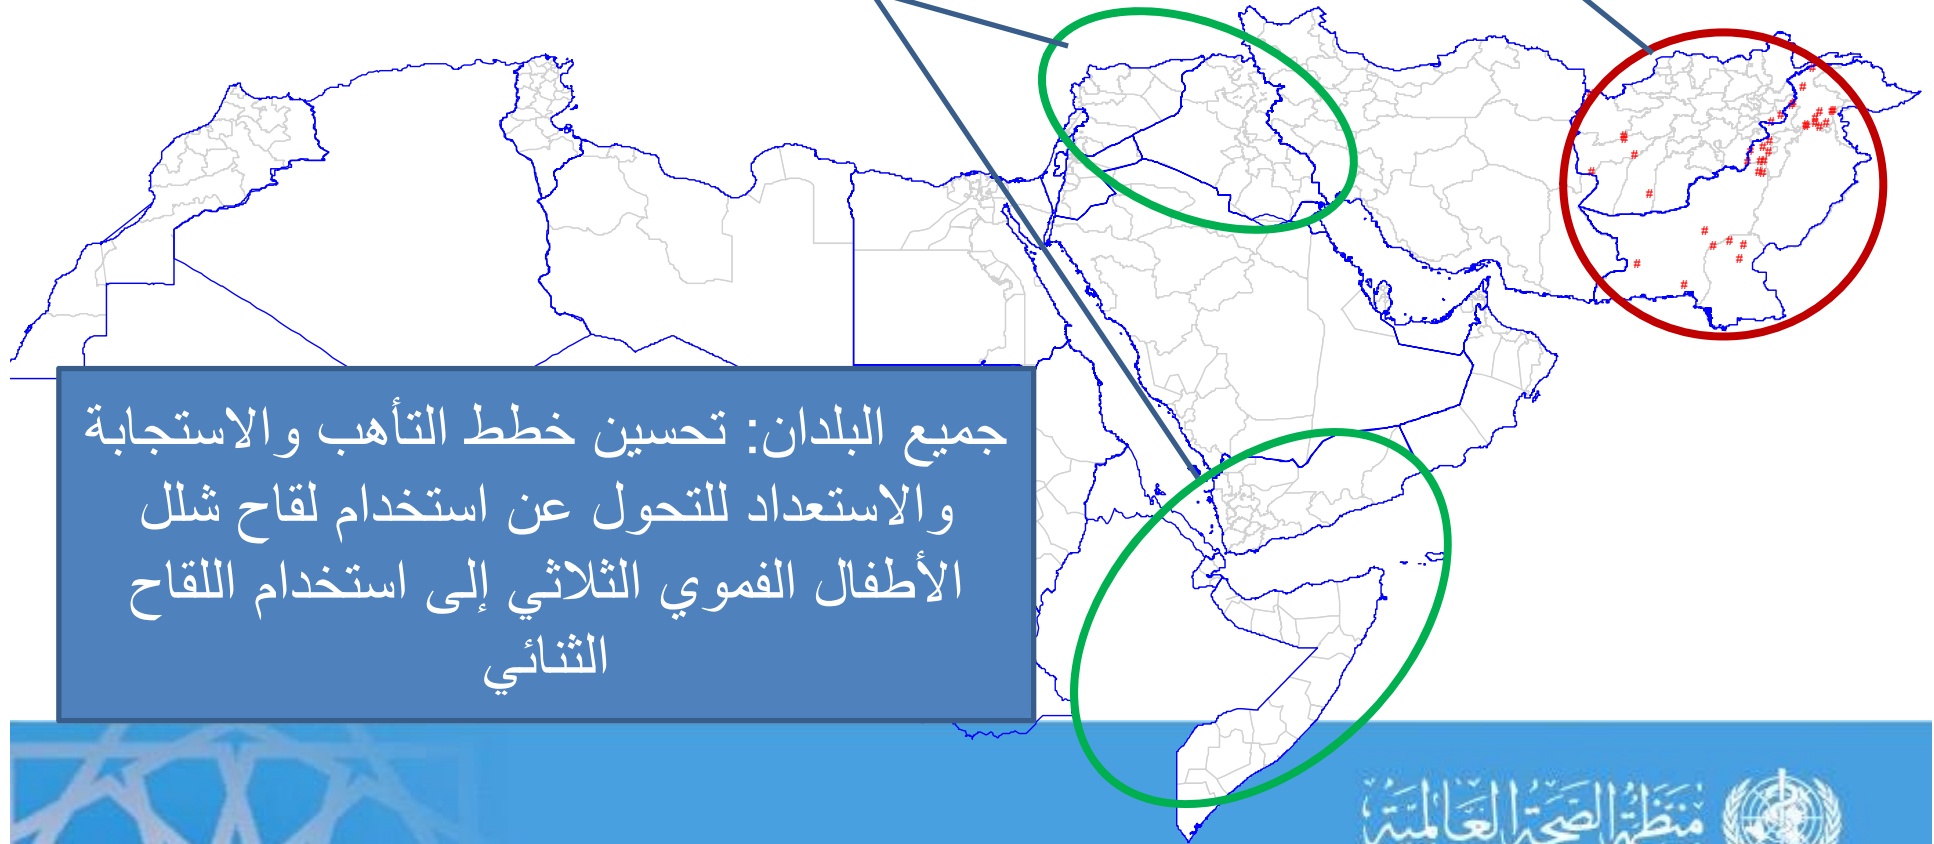 جميع البلدان: تحسين خطط التأهب والاستجابة
والاستعداد للتحول عن استخدام لقاح شلل
الأطفال الفموي الثلاثي إلى استخدام اللقاح
الثنائي
منظمة الصحة العالمية